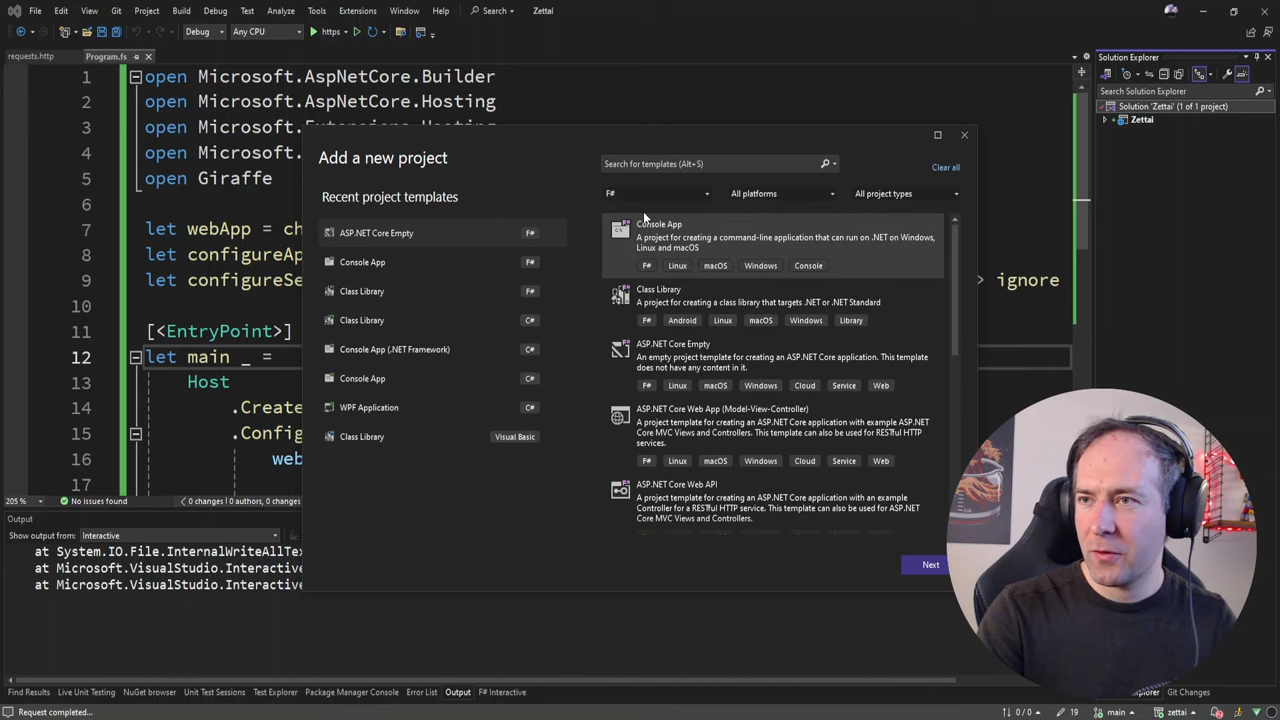 File Edit View Git Project Build Debug Test Analyze Tools Extensions Window Help Search Zettai
Debug Any CPU https
requests.http Program.fs
Solution Explorer
Search Solution Explorer
Solution 'Zettai' (1 of 1 project)
Zettai
1 open Microsoft.AspNetCore.Builder
2 open Microsoft.AspNetCore.Hosting
3
4
5 open Giraffe
6
7 let webApp = ch
8 let configureAp
9 let configureSe > ignore
10
11 [<EntryPoint>]
12 let main _ =
13 Host
14 .Create
15 .Config
16 web
17
Add a new project
Recent project templates
ASP.NET Core Empty F#
Console App F#
Class Library F#
Class Library C#
Console App (.NET Framework) C#
Console App C#
WPF Application C#
Class Library Visual Basic
Search for templates (Alt+S)
Clear all
F# All platforms All project types
Console App
A project for creating a command-line application that can run on .NET on Windows,
Linux and macOS
F# Linux macOS Windows Console
Class Library
A project for creating a class library that targets .NET or .NET Standard
F# Android Linux macOS Windows Library
ASP.NET Core Empty
An empty project template for creating an ASP.NET Core application. This template
does not have any content in it.
F# Linux macOS Windows Cloud Service Web
ASP.NET Core Web App (Model-View-Controller)
A project template for creating an ASP.NET Core application with example ASP.NET
Core MVC Views and Controllers. This template can also be used for RESTful HTTP
services.
F# Linux macOS Windows Cloud Service Web
ASP.NET Core Web API
A project template for creating an ASP.NET Core application with an example
Controller for a RESTful HTTP service. This template can also be used for ASP.NET
Core MVC Views and Controllers.
Next
205 % No issues found 0 changes | 0 authors, 0 changes
Output
Show output from: Interactive
at System.IO.File.InternalWriteAllTex
at Microsoft.VisualStudio.Interactive
at Microsoft.VisualStudio.Interactive
Find Results Live Unit Testing NuGet browser Unit Test Sessions Test Explorer Package Manager Console Error List Output F# Interactive Explorer Git Changes
Request completed... 0 / 0 19 main zettai